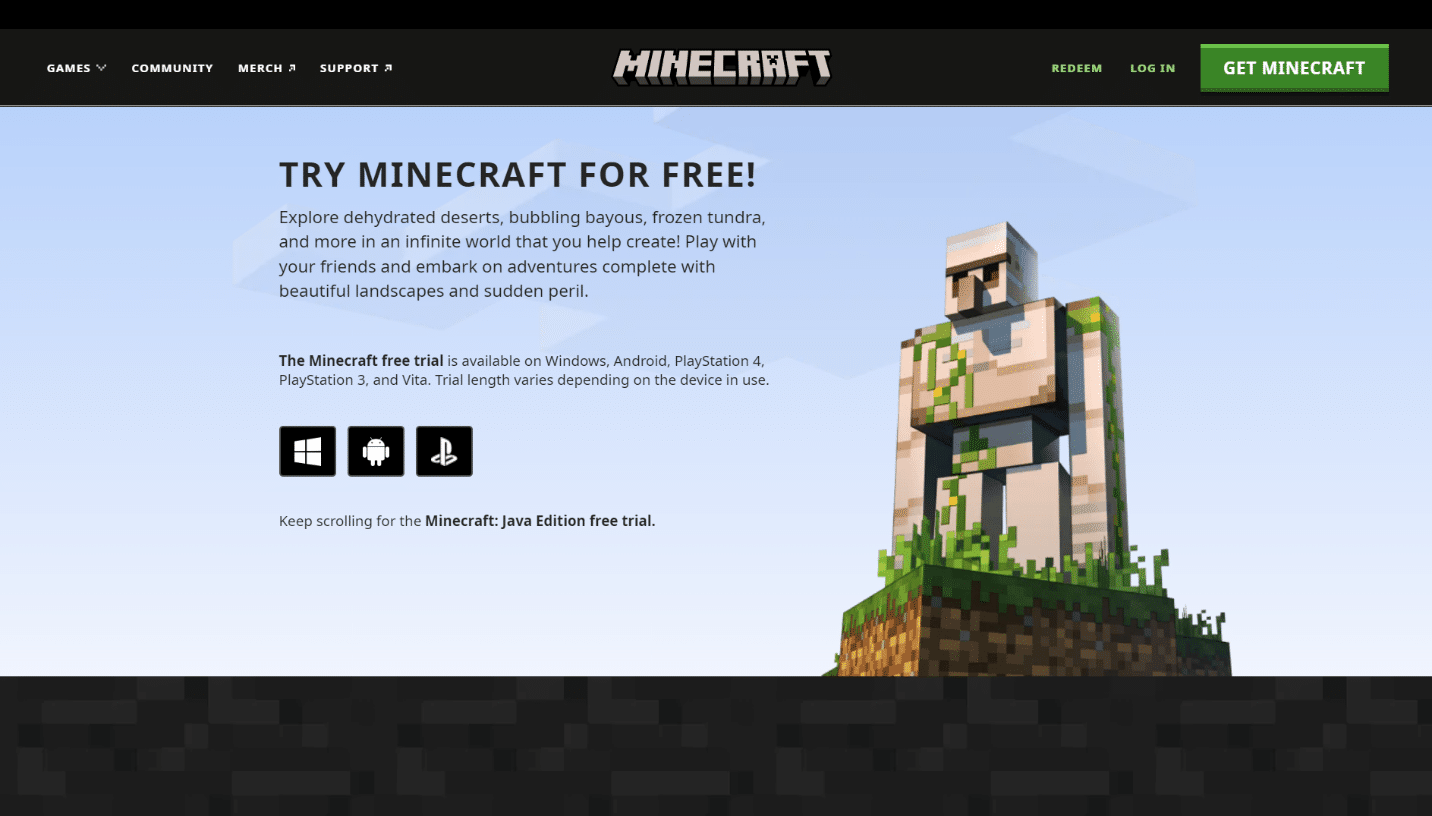 GAMES
COMMUNITY
MERCH
SUPPORT
MINECRAFT
REDEEM
LOG IN
GET MINECRAFT
TRY MINECRAFT FOR FREE!
Explore dehydrated deserts, bubbling bayous, frozen tundra,
and more in an infinite world that you help create! Play with
your friends and embark on adventures complete with
beautiful landscapes and sudden peril.
The Minecraft free trial is available on Windows, Android, PlayStation 4,
PlayStation 3, and Vita. Trial length varies depending on the device in use.
Keep scrolling for the Minecraft: Java Edition free trial.